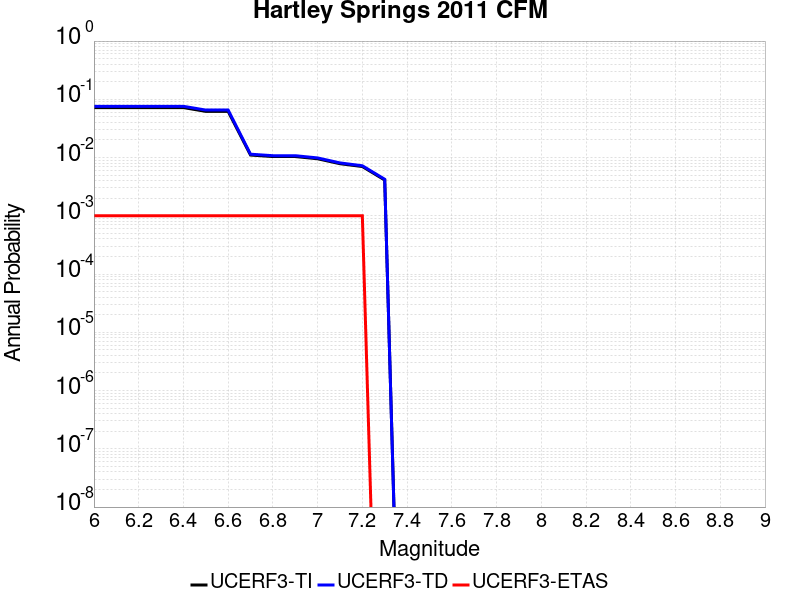 Hartley Springs 2011 CFM
10^0
10^-1
10^-2
10^-3
10^-4
10^-5
10^-6
10^-7
10^-8
Annual Probability
6 6.2 6.4 6.6 6.8 7 7.2 7.4 7.6 7.8 8 8.2 8.4 8.6 8.8 9
Magnitude
UCERF3-TI UCERF3-TD UCERF3-ETAS